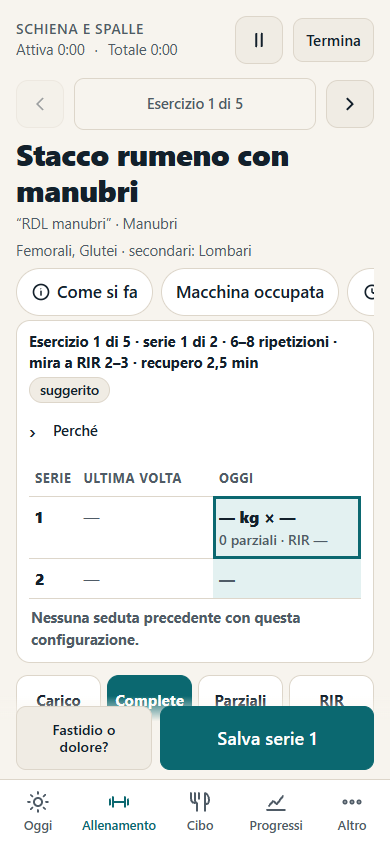 SCHIENA E SPALLE
Attiva 0:00 · Totale 0:00
Termina
Esercizio 1 di 5
Stacco rumeno con
manubri
“RDL manubri” · Manubri
Femorali, Glutei · secondari: Lombari
Come si fa
Macchina occupata
Esercizio 1 di 5 · serie 1 di 2 · 6–8 ripetizioni ·
mira a RIR 2–3 · recupero 2,5 min
suggerito
Perché
SERIE ULTIMA VOLTA OGGI
1 — — kg × —
0 parziali · RIR —
2 — —
Nessuna seduta precedente con questa
configurazione.
Carico Complete Parziali RIR
Fastidio o
dolore?
Salva serie 1
Oggi Allenamento Cibo Progressi Altro